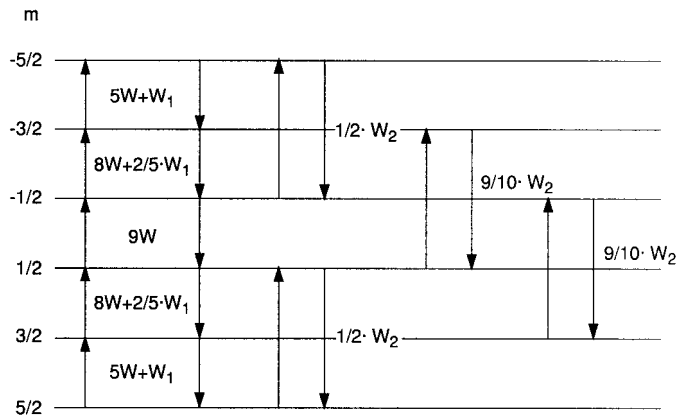 m
-5/2
5W+W₁
-3/2
1/2· W₂
8W+2/5·W₁
9/10· W₂
-1/2
9W
9/10· W₂
1/2
8W+2/5·W₁
3/2
1/2· W₂
5W+W₁
5/2